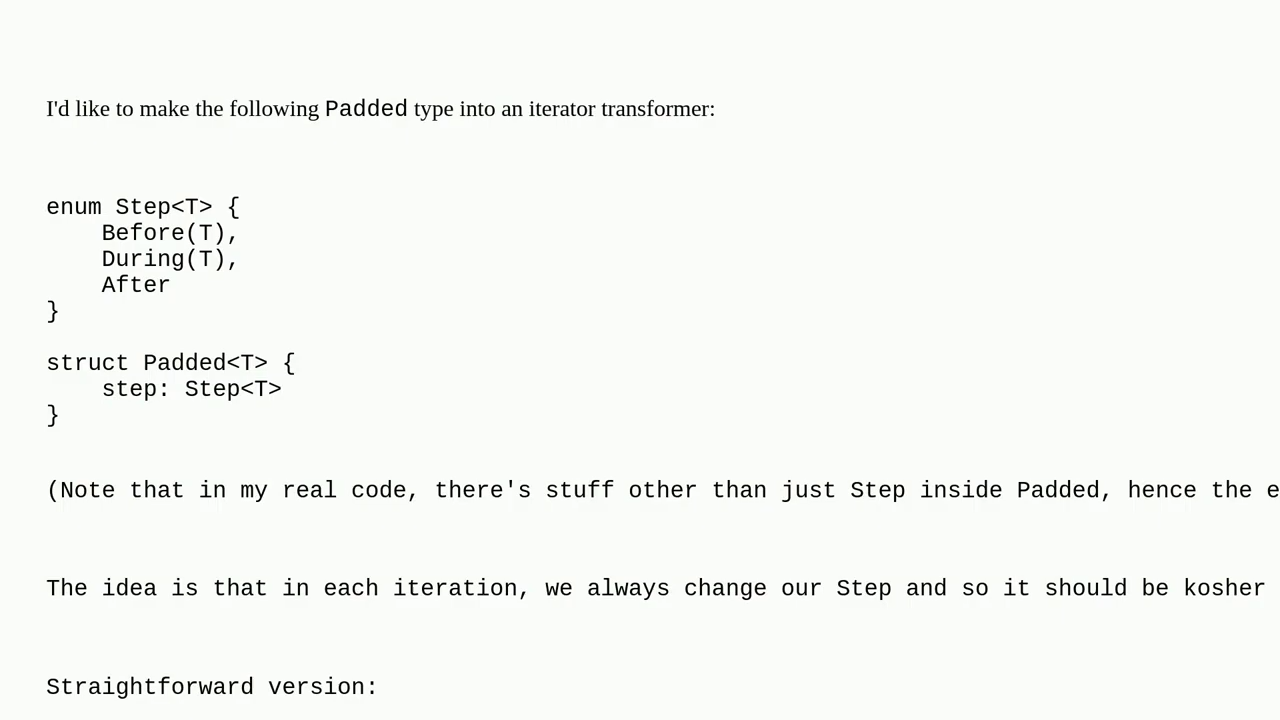 I'd like to make the following Padded type into an iterator transformer:
enum Step<T> {
    Before(T),
    During(T),
    After
}
struct Padded<T> {
    step: Step<T>
}
(Note that in my real code, there's stuff other than just Step inside Padded, hence the
The idea is that in each iteration, we always change our Step and so it should be kosher
Straightforward version: